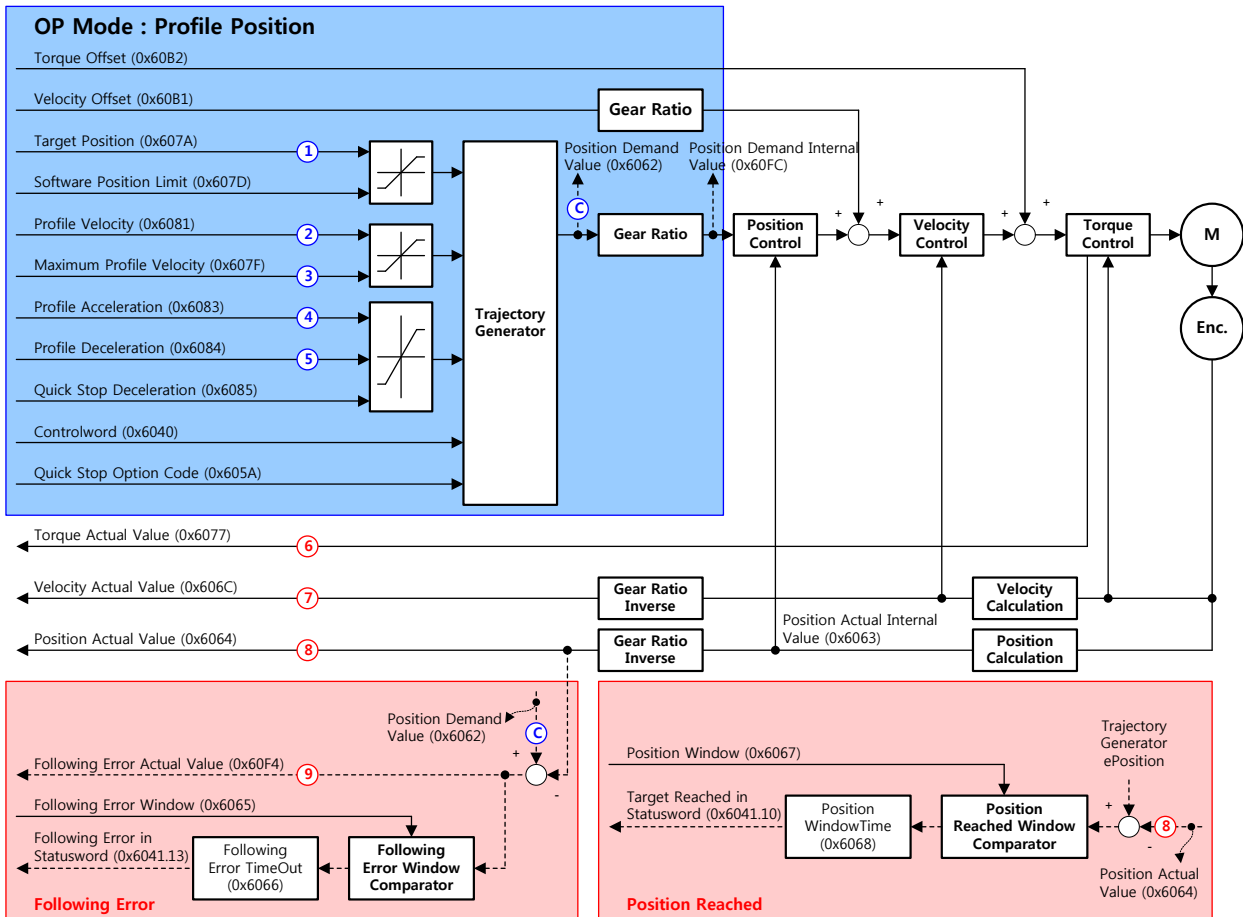 OP Mode : Profile Position
Torque Offset (0x60B2)
Velocity Offset (0x60B1)
Gear Ratio
Target Position (0x607A)
1
Software Position Limit (0x607D)
Profile Velocity (0x6081)
2
Maximum Profile Velocity (0x607F)
3
Profile Acceleration (0x6083)
4
Profile Deceleration (0x6084)
5
Quick Stop Deceleration (0x6085)
Controlword (0x6040)
Quick Stop Option Code (0x605A)
Trajectory
Generator
Position Demand
Value (0x6062)
C
Position Demand Internal
Value (0x60FC)
Gear Ratio
Position
Control
+
+
Velocity
Control
+
+
Torque
Control
M
Enc.
Torque Actual Value (0x6077)
6
Velocity Actual Value (0x606C)
7
Gear Ratio
Inverse
Velocity
Calculation
Position Actual Value (0x6064)
8
Gear Ratio
Inverse
Position Actual Internal
Value (0x6063)
Position
Calculation
Position Demand
Value (0x6062)
C
+
-
Following Error Actual Value (0x60F4)
9
Following Error Window (0x6065)
Following Error in
Statusword (0x6041.13)
Following
Error TimeOut
(0x6066)
Following
Error Window
Comparator
Following Error
Position Window (0x6067)
Trajectory
Generator
ePosition
Target Reached in
Statusword (0x6041.10)
Position
WindowTime
(0x6068)
Position
Reached Window
Comparator
+
-
8
Position Actual
Value (0x6064)
Position Reached